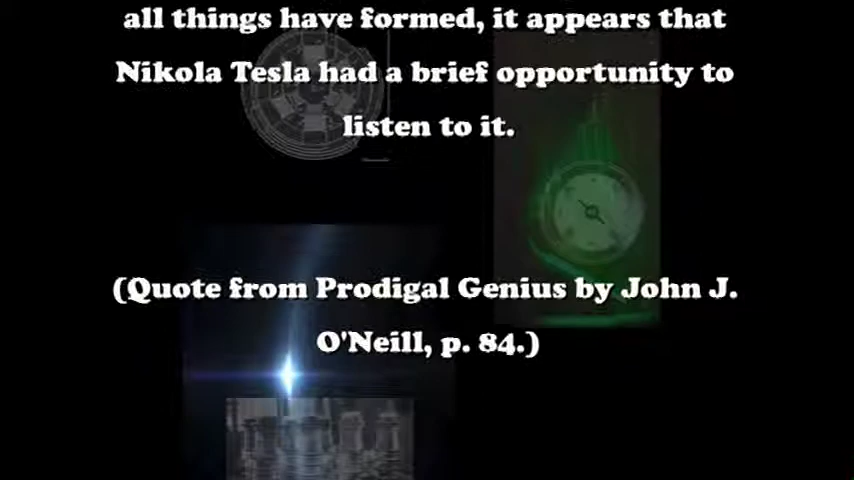 all things have formed, it appears that
Nikola Tesla had a brief opportunity to
listen to it.
(Quote from Prodigal Genius by John J.
O'Neill, p. 84.)